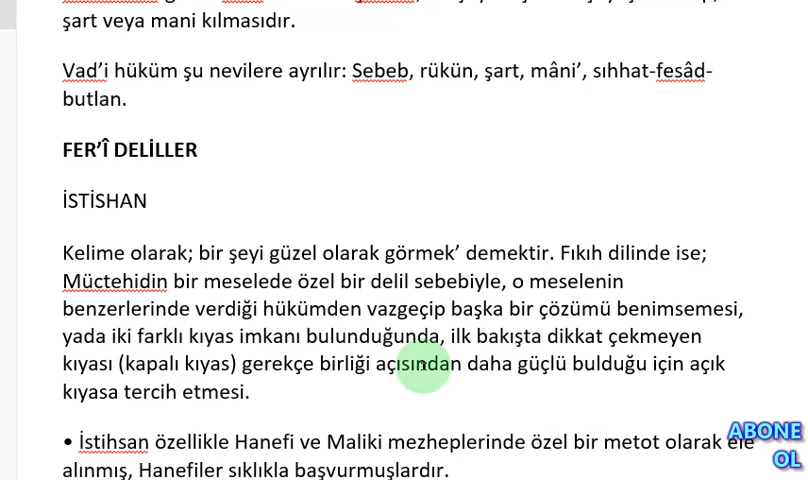 şart veya mani kılmasıdır.
Vad’i hüküm şu nevilere ayrılır: Sebeb, rükün, şart, mâni’, sıhhat-fesâd-
butlan.
FER’Î DELİLLER
İSTİSHAN
Kelime olarak; bir şeyi güzel olarak görmek’ demektir. Fıkıh dilinde ise;
Müctehidin bir meselede özel bir delil sebebiyle, o meselenin
benzerlerinde verdiği hükümden vazgeçip başka bir çözümü benimsemesi,
yada iki farklı kıyas imkanı bulunduğunda, ilk bakışta dikkat çekmeyen
kıyası (kapalı kıyas) gerekçe birliği açısından daha güçlü bulduğu için açık
kıyasa tercih etmesi.
• İstihsan özellikle Hanefi ve Maliki mezheplerinde özel bir metot olarak ele
alınmış, Hanefiler sıklıkla başvurmuşlardır.
ABONE
OL